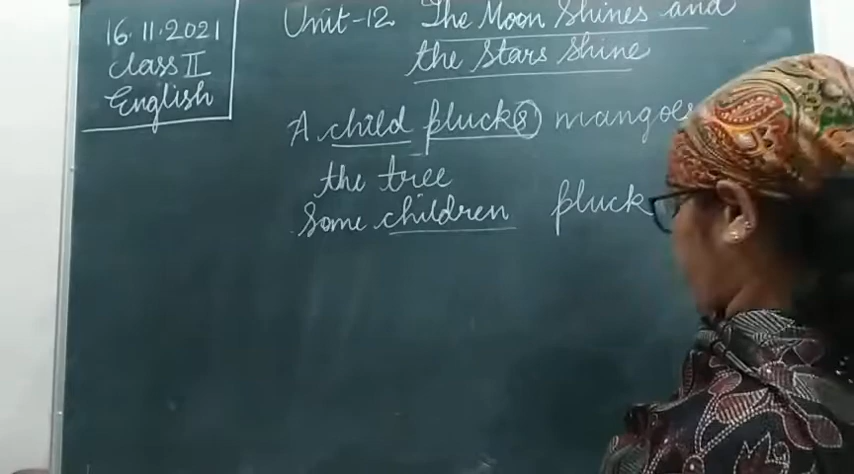 16.11.2021
Class II
English
Unit-12 The Moon Shines and
the Stars Shine
A child plucks mangoes
the tree
Some children pluck